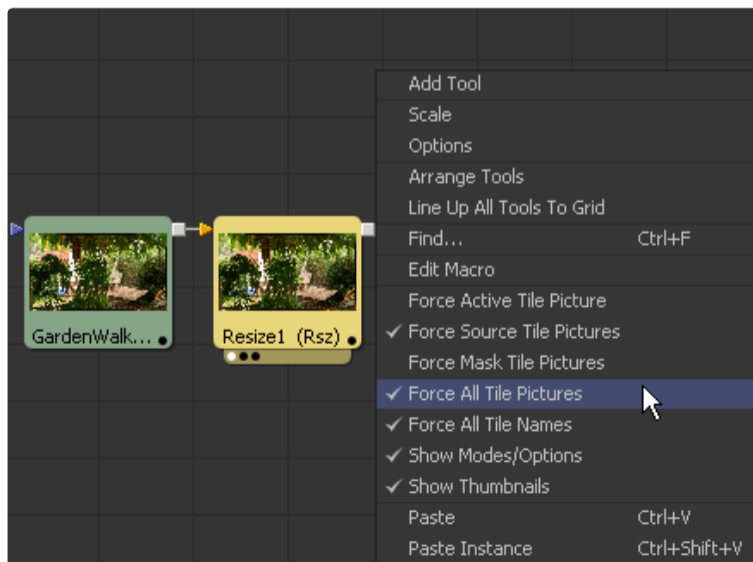 Add Tool
Scale
Options
Arrange Tools
Line Up All Tools To Grid
Find... Ctrl+F
Edit Macro
Force Active Tile Picture
GardenWalk... Resize1 (Rsz)
Force Source Tile Pictures
Force Mask Tile Pictures
Force All Tile Pictures
Force All Tile Names
Show Modes/Options
Show Thumbnails
Paste Ctrl+V
Paste Instance Ctrl+Shift+V